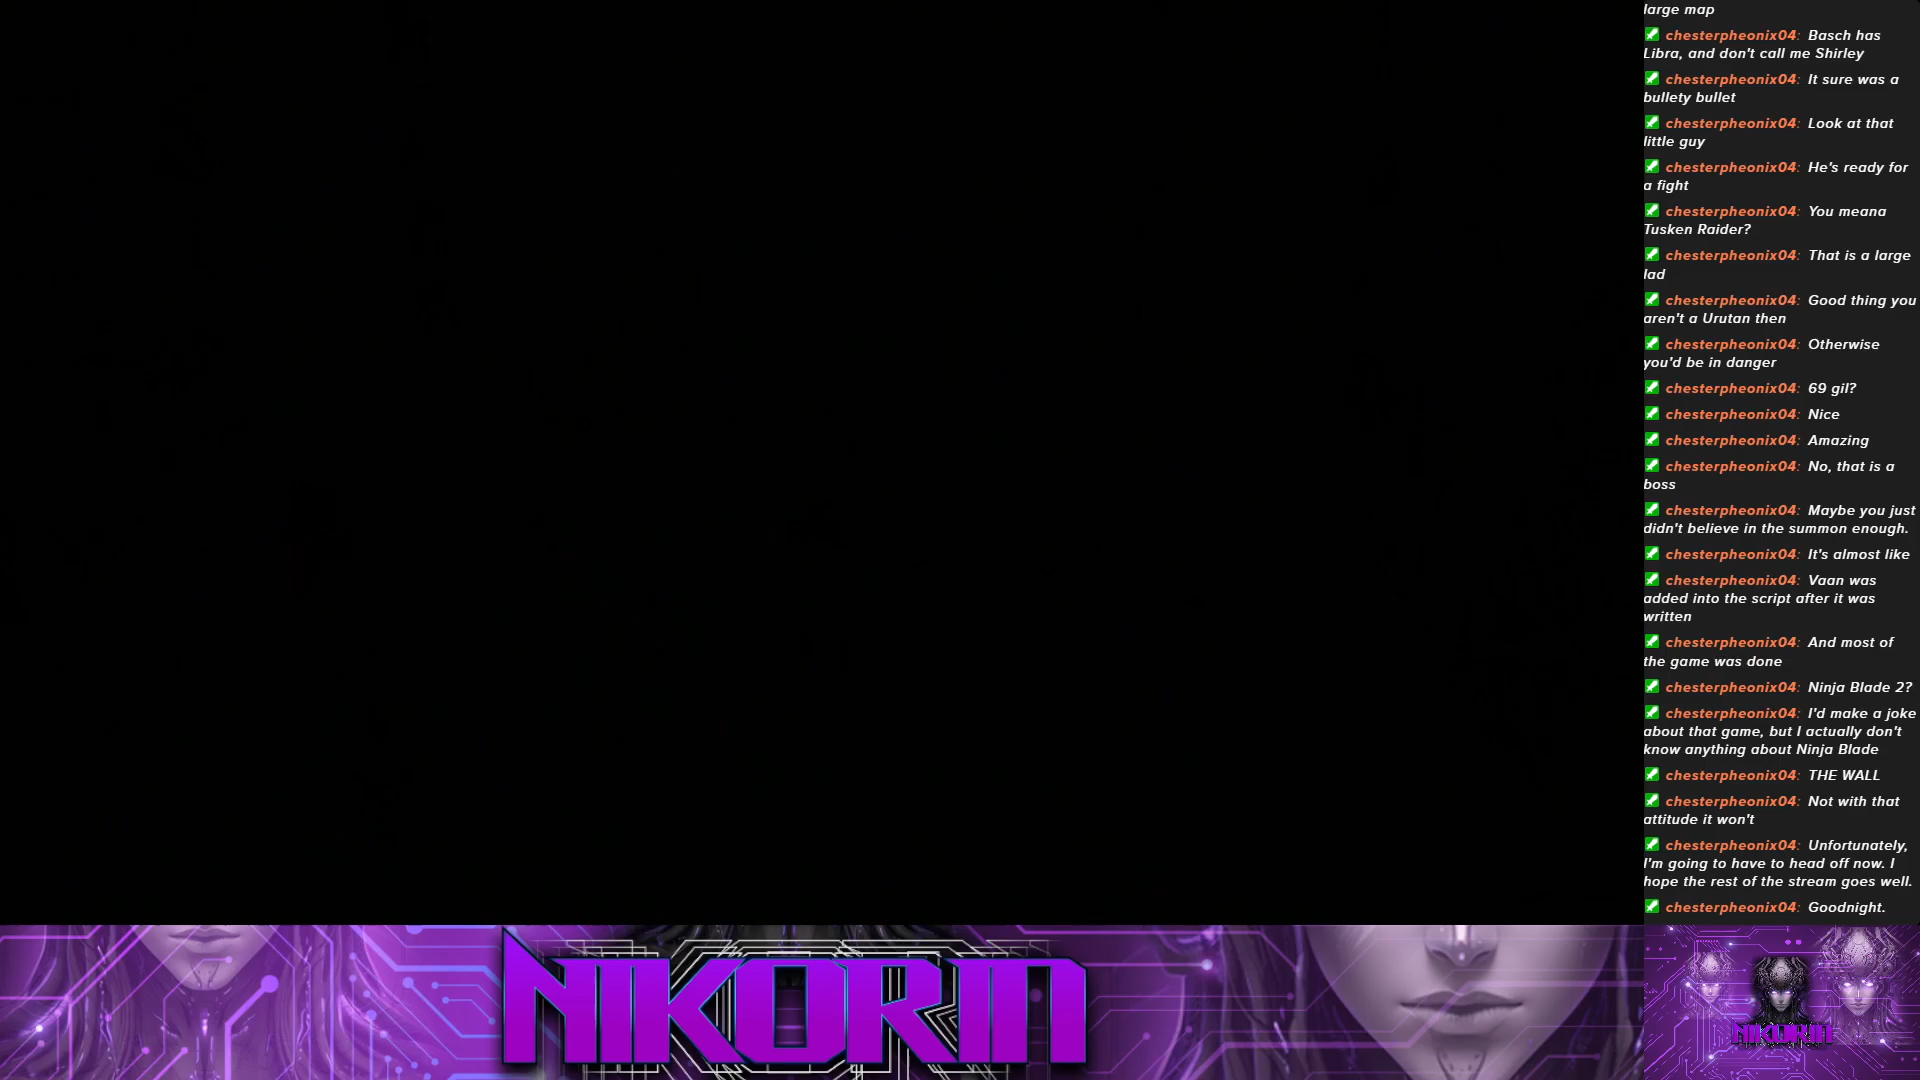 large map
chesterpheonix04: Basch has
Libra, and don't call me Shirley
chesterpheonix04: It sure was a
bullety bullet
chesterpheonix04: Look at that
little guy
chesterpheonix04: He's ready for
a fight
chesterpheonix04: You meana
Tusken Raider?
chesterpheonix04: That is a large
lad
chesterpheonix04: Good thing you
aren't a Urutan then
chesterpheonix04: Otherwise
you'd be in danger
chesterpheonix04: 69 gil?
chesterpheonix04: Nice
chesterpheonix04: Amazing
chesterpheonix04: No, that is a
boss
chesterpheonix04: Maybe you just
didn't believe in the summon enough.
chesterpheonix04: It's almost like
chesterpheonix04: Vaan was
added into the script after it was
written
chesterpheonix04: And most of
the game was done
chesterpheonix04: Ninja Blade 2?
chesterpheonix04: I'd make a joke
about that game, but I actually don't
know anything about Ninja Blade
chesterpheonix04: THE WALL
chesterpheonix04: Not with that
attitude it won't
chesterpheonix04: Unfortunately,
I'm going to have to head off now. I
hope the rest of the stream goes well.
chesterpheonix04: Goodnight.
NIKORIN
NIKORIN